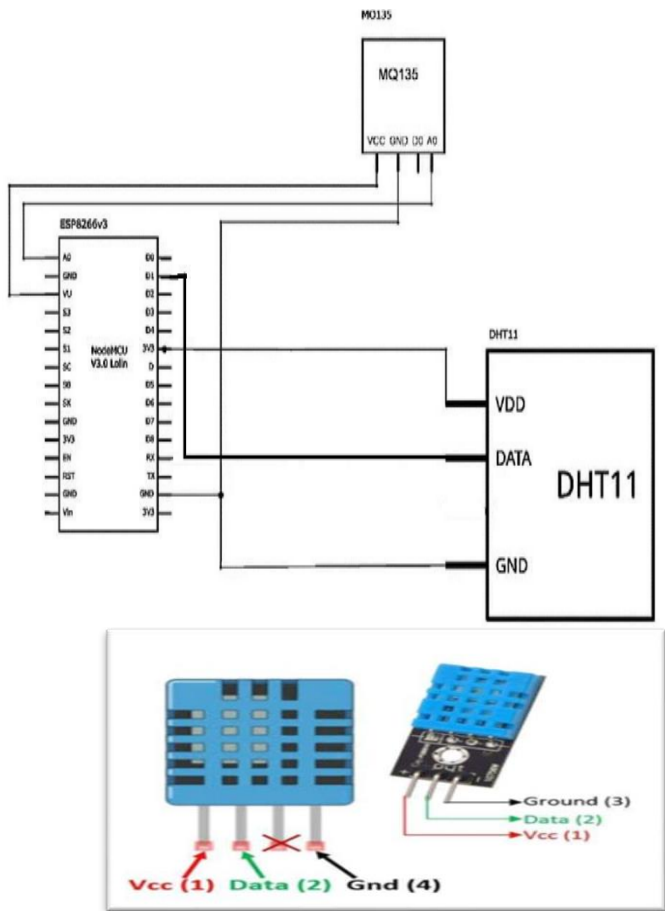 MQ135
MQ135
VCC GND D0 A0
ESP8266v3
A0
GND
VU
S3
S2
S1
SC
S0
SK
GND
3V3
EN
RST
GND
Vin
NodeMCU
V3.0 Lolin
D0
D1
D2
D3
D4
3V3
D
D5
D6
D7
D8
RX
TX
GND
3V3
DHT11
VDD
DATA
GND
DHT11
Vcc (1) Data (2) Gnd (4)
Ground (3)
Data (2)
Vcc (1)